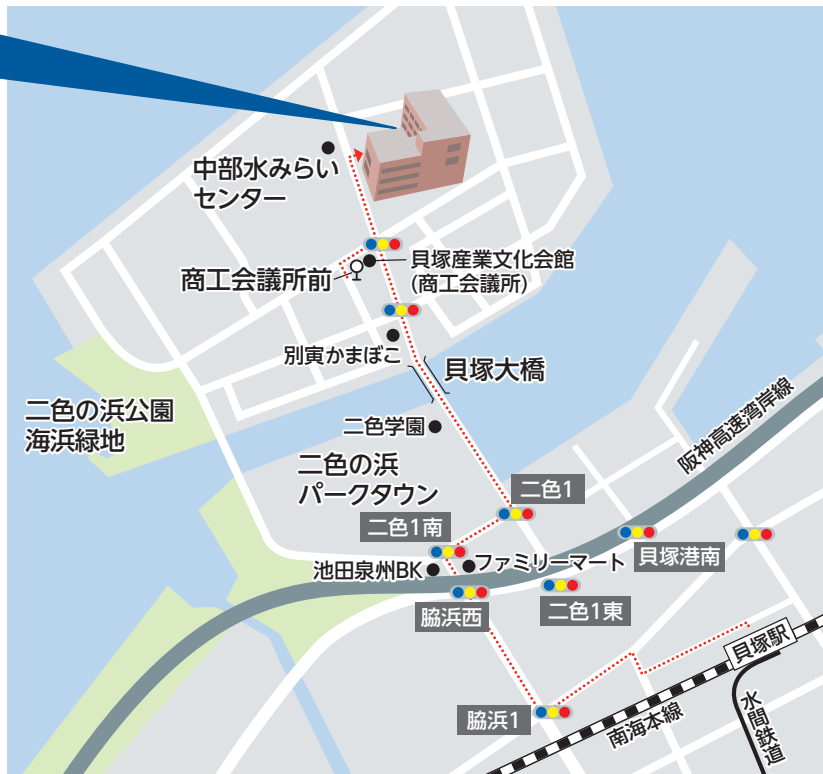 中部水みらい
センター
商工会議所前
貝塚産業文化会館
(商工会議所)
別寅かまぼこ
貝塚大橋
二色の浜公園
海浜緑地
二色学園
二色の浜
パークタウン
阪神高速湾岸線
二色1
二色1南
池田泉州BK
ファミリーマート
貝塚港南
脇浜西
二色1東
貝塚駅
脇浜1
南海本線
水間鉄道